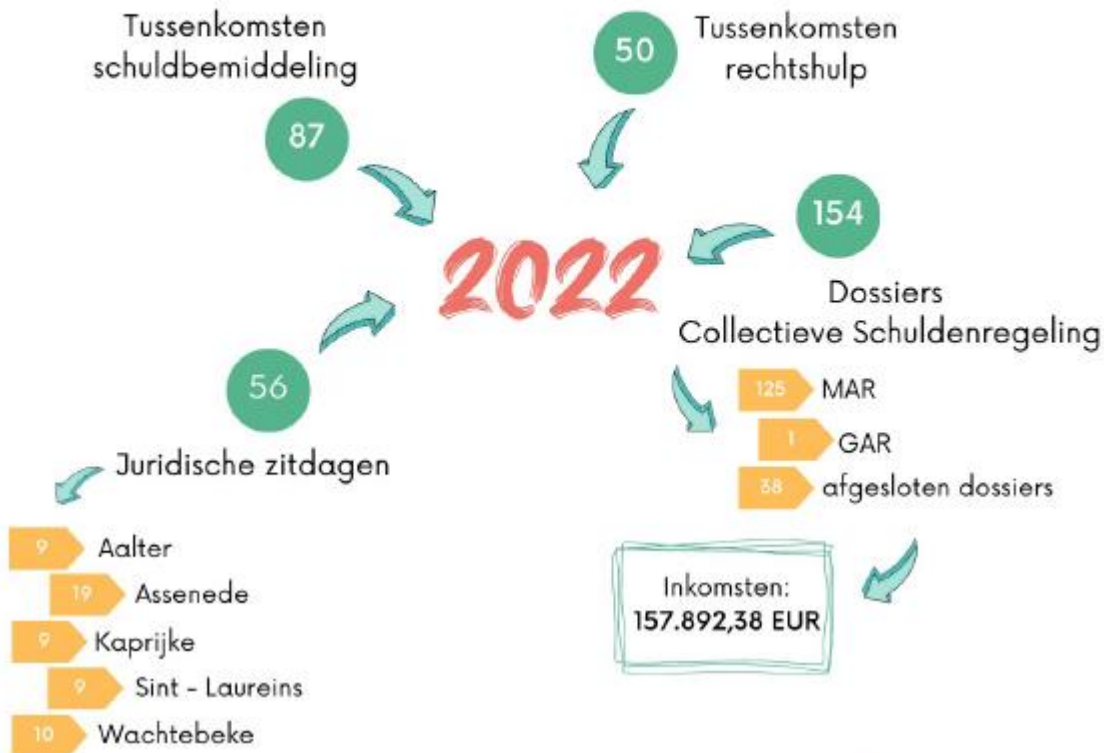 Tussenkomsten
schuldbemiddeling
87
50
Tussenkomsten
rechtshulp
154
2022
Dossiers
Collectieve Schuldenregeling
125 MAR
1 GAR
38 afgesloten dossiers
Inkomsten:
157.892,38 EUR
56
Juridische zitdagen
9 Aalter
19 Assenede
9 Kaprijke
9 Sint - Laureins
10 Wachtebeke